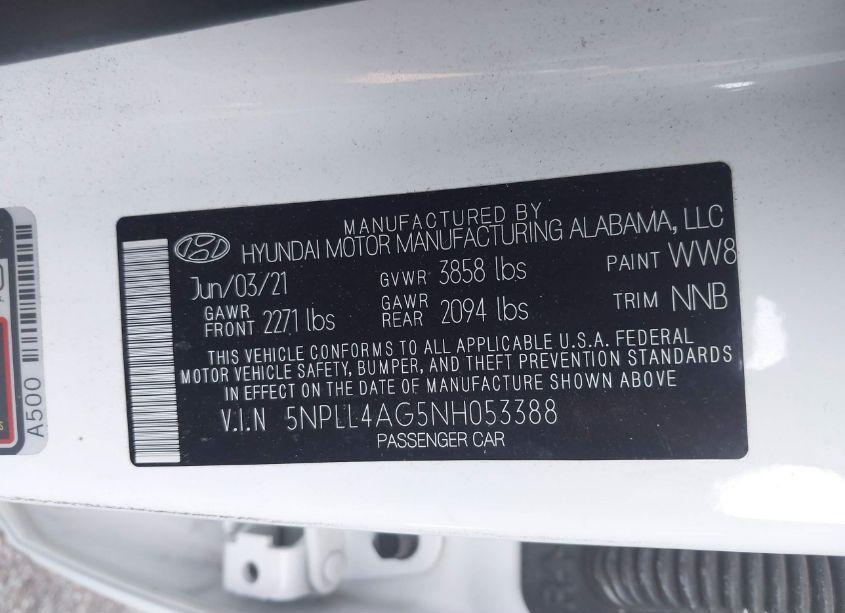 MANUFACTURED BY
HYUNDAI MOTOR MANUFACTURING ALABAMA, LLC
Jun/03/21 GVWR 3858 lbs PAINT WW8
GAWR FRONT 2271 lbs GAWR REAR 2094 lbs TRIM NNB
THIS VEHICLE CONFORMS TO ALL APPLICABLE U.S.A. FEDERAL
MOTOR VEHICLE SAFETY, BUMPER, AND THEFT PREVENTION STANDARDS
IN EFFECT ON THE DATE OF MANUFACTURE SHOWN ABOVE
V.I.N 5NPLL4AG5NH053388
PASSENGER CAR
A500